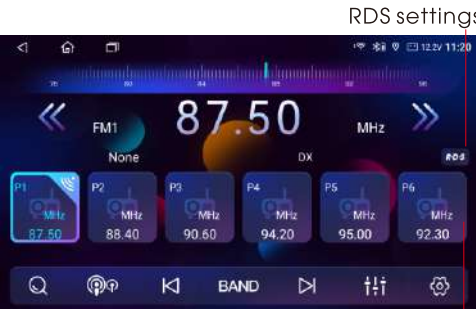 RDS settings
12.2V 11:20
87.50
FM1 MHz
None DX RDS
P1 P2 P3 P4 P5 P6
MHz MHz MHz MHz MHz MHz
87.50 88.40 90.60 94.20 95.00 92.30
BAND